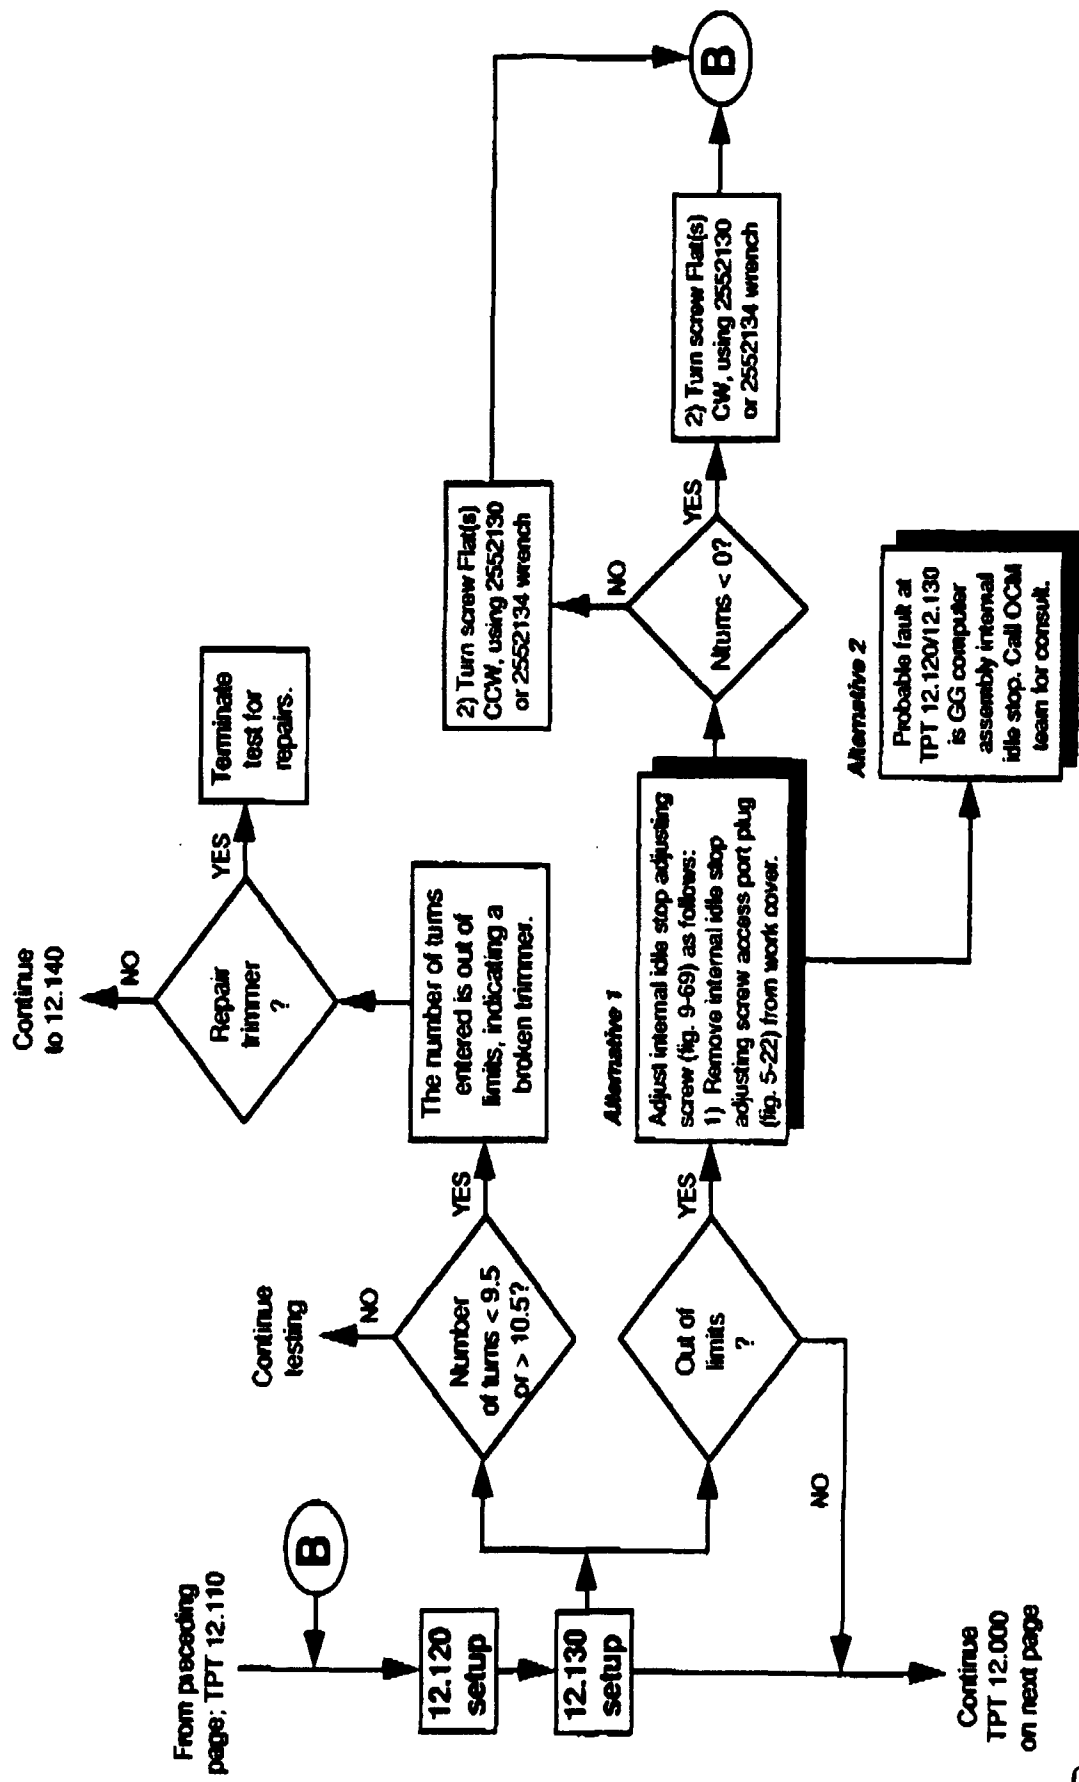 From preceding
page; TPT 12.110
B
12.120
setup
12.130
setup
Continue
TPT 12.000
on next page
Continue
testing
NO
Number
of turns < 9.5
or > 10.5?
YES
The number of turns
entered is out of
limits, indicating a
broken trimmer.
Continue
to 12.140
NO
Repair
trimmer
?
YES
Terminate
test for
repairs.
Out of
limits
?
NO
YES
Alternative 1
Adjust internal idle stop adjusting
screw (fig. 9-69) as follows:
1) Remove internal idle stop
adjusting screw access port plug
(fig. 5-22) from work cover.
Nturns < 0?
NO
2) Turn screw Flat(s)
CCW, using 2552130
or 2552134 wrench
YES
2) Turn screw Flat(s)
CW, using 2552130
or 2552134 wrench
B
Alternative 2
Probable fault at
TPT 12.120/12.130
is GG computer
assembly internal
idle stop. Call OCM
team for consult.